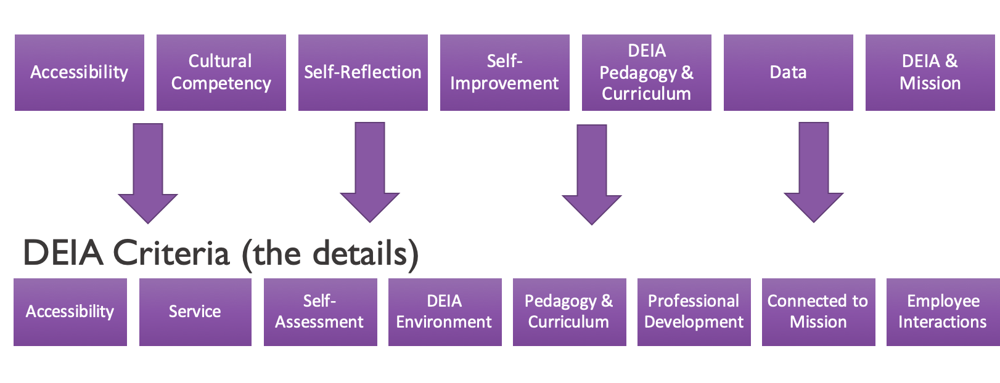 Accessibility
Cultural
Competency
Self-Reflection
Self-
Improvement
DEIA
Pedagogy &
Curriculum
Data
DEIA &
Mission
DEIA Criteria (the details)
Accessibility
Service
Self-
Assessment
DEIA
Environment
Pedagogy &
Curriculum
Professional
Development
Connected to
Mission
Employee
Interactions